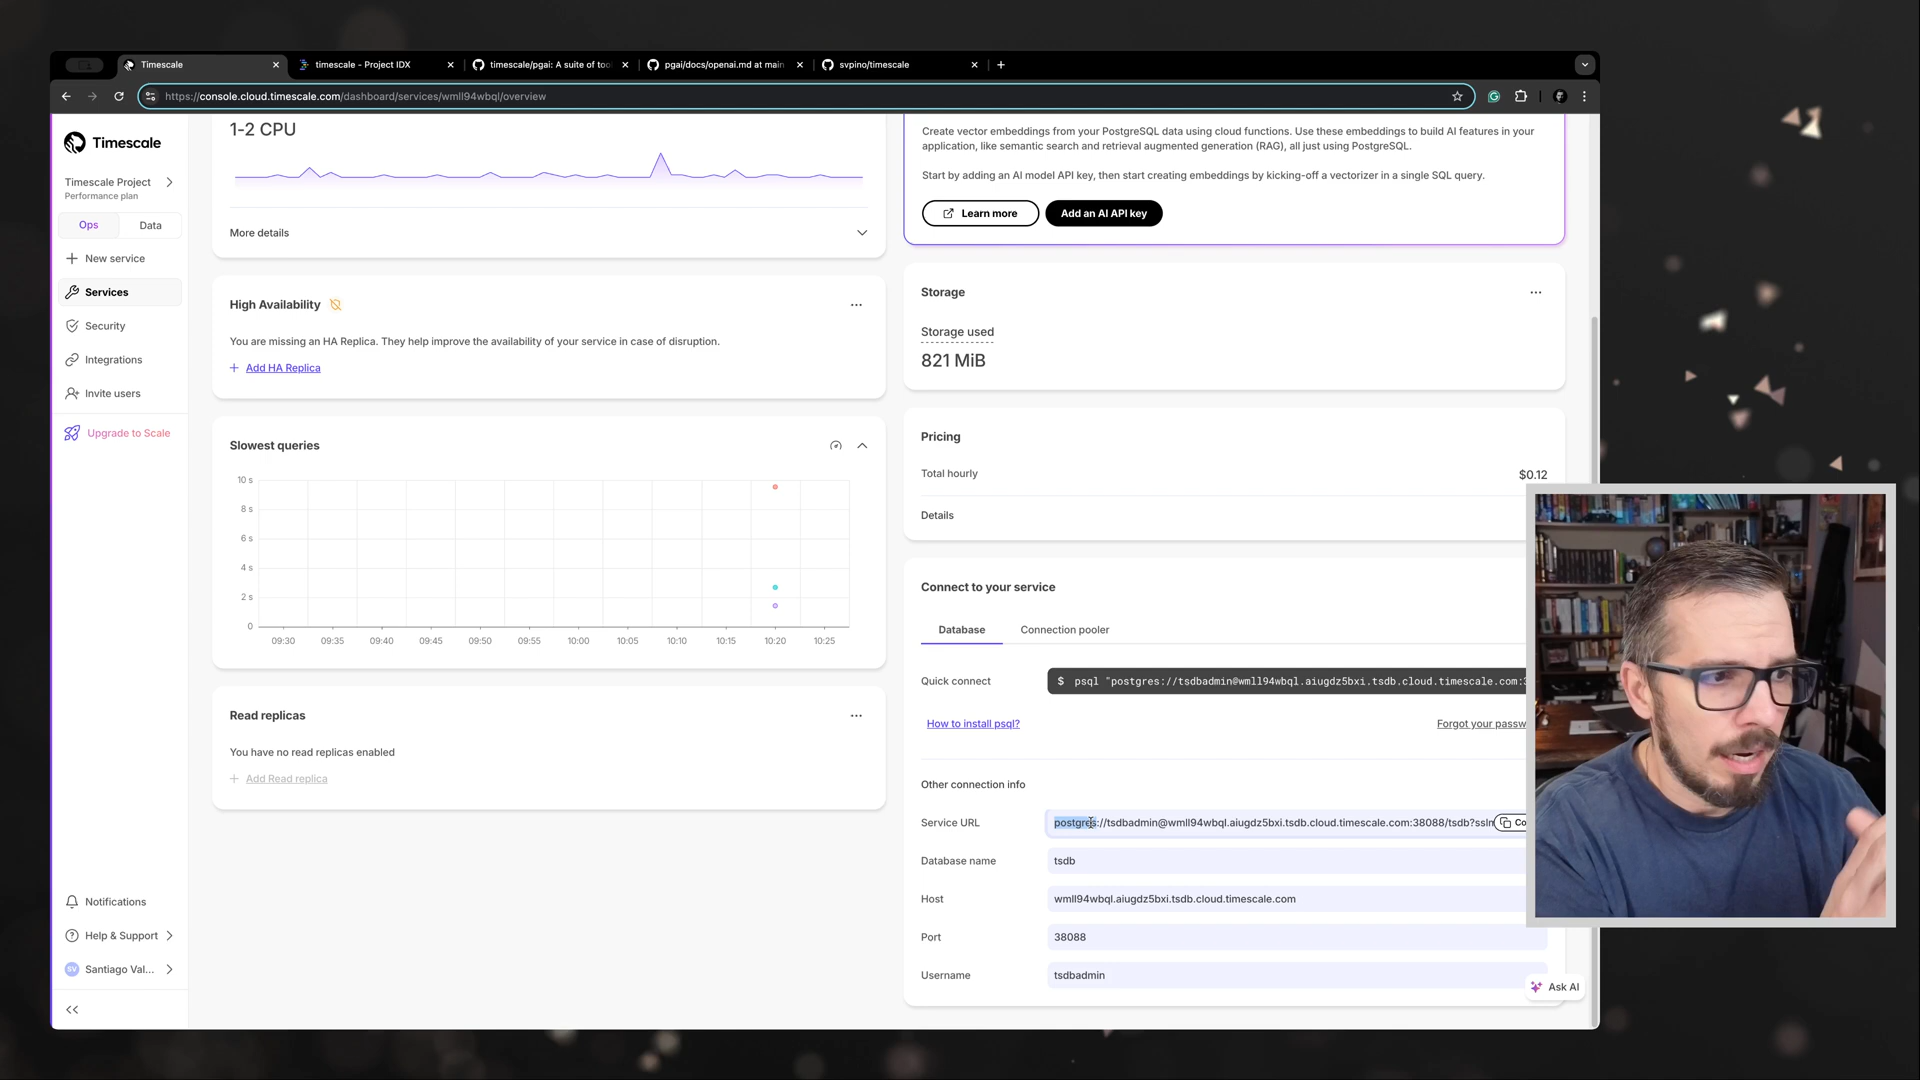 Timescale
timescale - Project IDX
timescale/pgai: A suite of too
pgai/docs/openai.md at main
svpino/timescale
https://console.cloud.timescale.com/dashboard/services/wmll94wbql/overview
Timescale
Timescale Project
Performance plan
Ops
Data
New service
Services
Security
Integrations
Invite users
Upgrade to Scale
Notifications
Help & Support
SV
Santiago Val...
1-2 CPU
More details
High Availability
You are missing an HA Replica. They help improve the availability of your service in case of disruption.
Add HA Replica
Slowest queries
10 s
8 s
6 s
4 s
2 s
0
09:30 09:35 09:40 09:45 09:50 09:55 10:00 10:05 10:10 10:15 10:20 10:25
Read replicas
You have no read replicas enabled
Add Read replica
Create vector embeddings from your PostgreSQL data using cloud functions. Use these embeddings to build AI features in your
application, like semantic search and retrieval augmented generation (RAG), all just using PostgreSQL.
Start by adding an AI model API key, then start creating embeddings by kicking-off a vectorizer in a single SQL query.
Learn more
Add an AI API key
Storage
Storage used
821 MiB
Pricing
Total hourly
$0.12
Details
Connect to your service
Database
Connection pooler
Quick connect
$ psql "postgres://tsdbadmin@wmll94wbql.aiugdz5bxi.tsdb.cloud.timescale.com:3
How to install psql?
Forgot your passw
Other connection info
Service URL
postgres://tsdbadmin@wmll94wbql.aiugdz5bxi.tsdb.cloud.timescale.com:38088/tsdb?sslm
Co
Database name
tsdb
Host
wmll94wbql.aiugdz5bxi.tsdb.cloud.timescale.com
Port
38088
Username
tsdbadmin
Ask AI